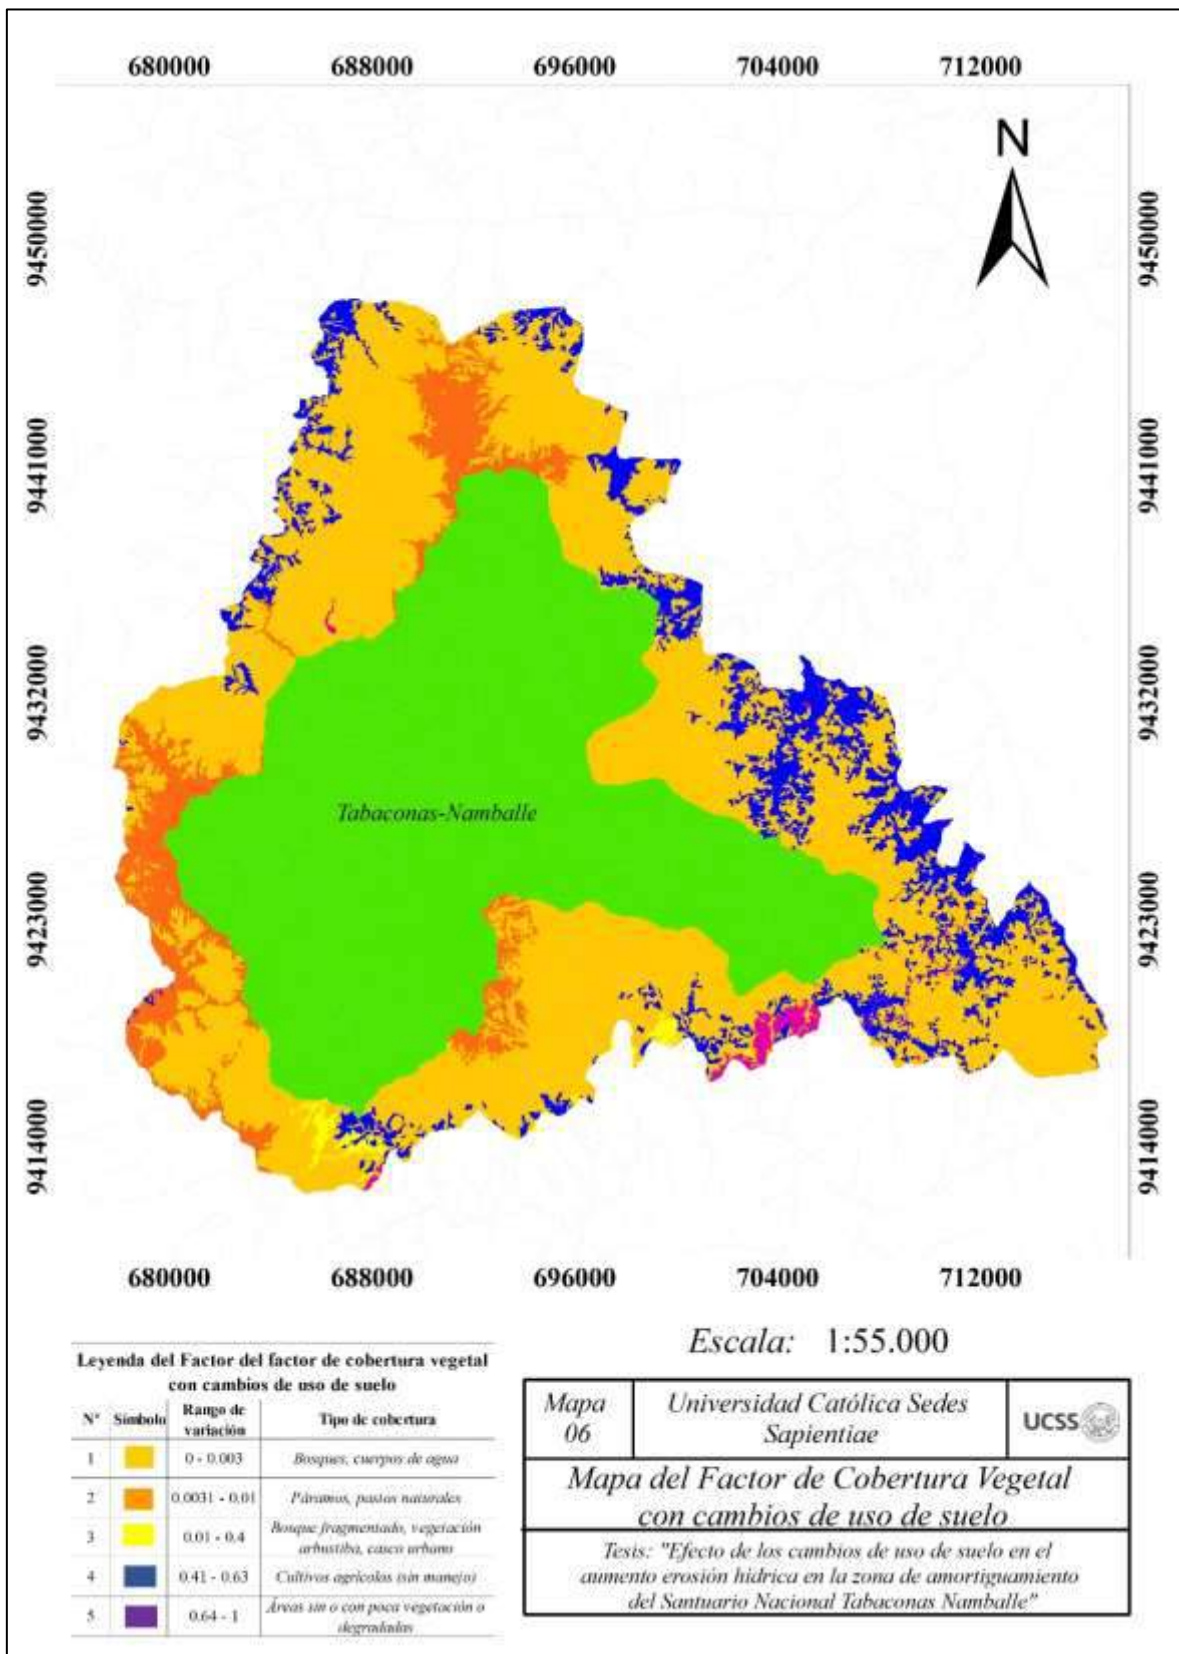 680000 688000 696000 704000 712000
N
9450000 9450000
9441000 9441000
9432000 9432000
Tabaconas-Namballe
9423000 9423000
9414000 9414000
680000 688000 696000 704000 712000
Escala: 1:55.000
Leyenda del Factor del factor de cobertura vegetal
con cambios de uso de suelo
Nº Símbolo Rango de variación Tipo de cobertura
1 0 - 0.003 Bosques, cuerpos de agua
2 0.0031 - 0.01 Páramos, pastos naturales
3 0.01 - 0.4 Bosque fragmentado, vegetación
arbustiba, casco urbano
4 0.41 - 0.63 Cultivos agrícolas (sin manejo)
5 0.64 - 1 Áreas sin o con poca vegetación o
degradadas
Mapa
06
Universidad Católica Sedes
Sapientiae
UCSS
Mapa del Factor de Cobertura Vegetal
con cambios de uso de suelo
Tesis: "Efecto de los cambios de uso de suelo en el
aumento erosión hídrica en la zona de amortiguamiento
del Santuario Nacional Tabaconas Namballe"